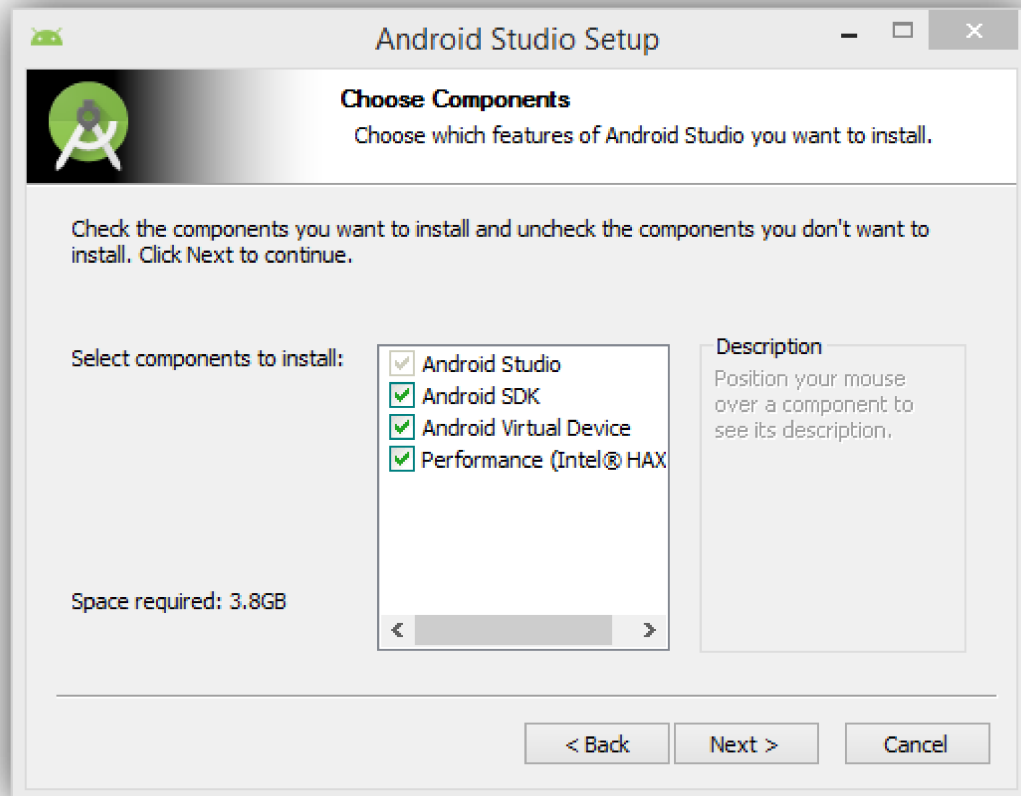 Android Studio Setup
Choose Components
Choose which features of Android Studio you want to install.
Check the components you want to install and uncheck the components you don't want to
install. Click Next to continue.
Select components to install:
Android Studio
Android SDK
Android Virtual Device
Performance (Intel® HAX
Description
Position your mouse
over a component to
see its description.
Space required: 3.8GB
< Back
Next >
Cancel